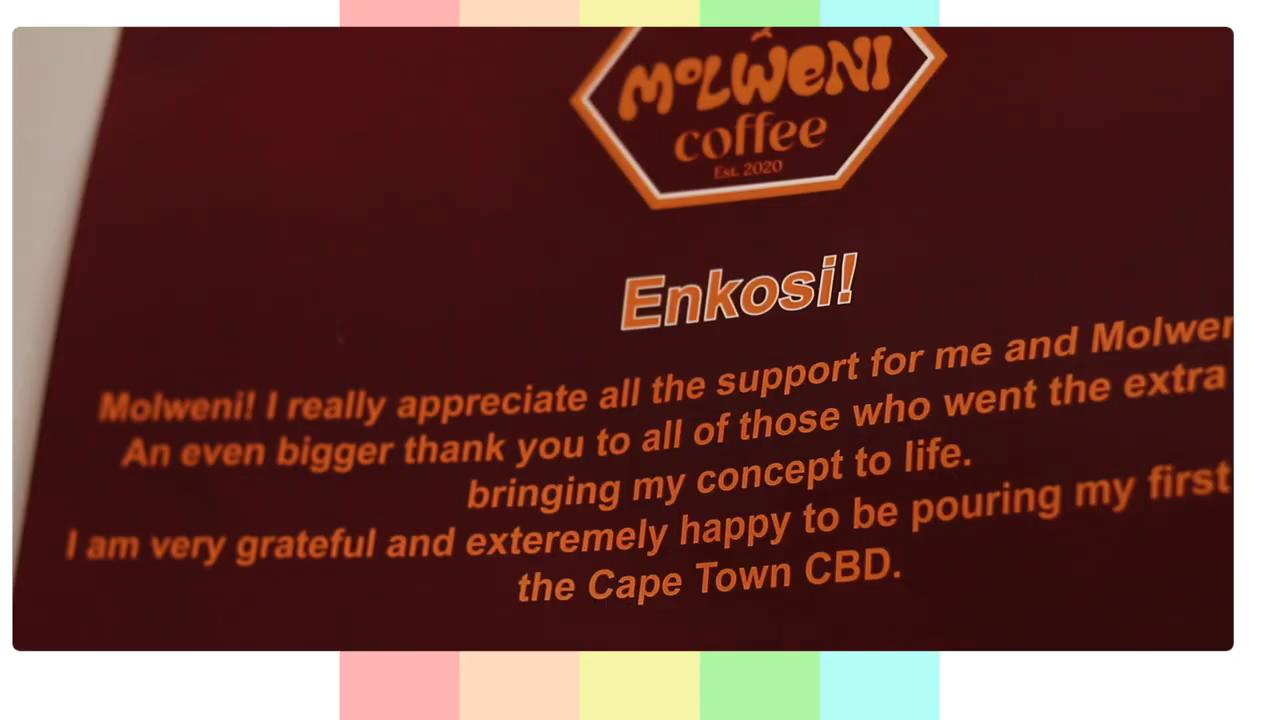 MOLWENI
coffee
Est. 2020
Enkosi!
Molweni! I really appreciate all the support for me and
An even bigger thank you to all of those who went the extra
bringing my concept to life.
I am very grateful and exteremely happy to be pouring my first
the Cape Town CBD.